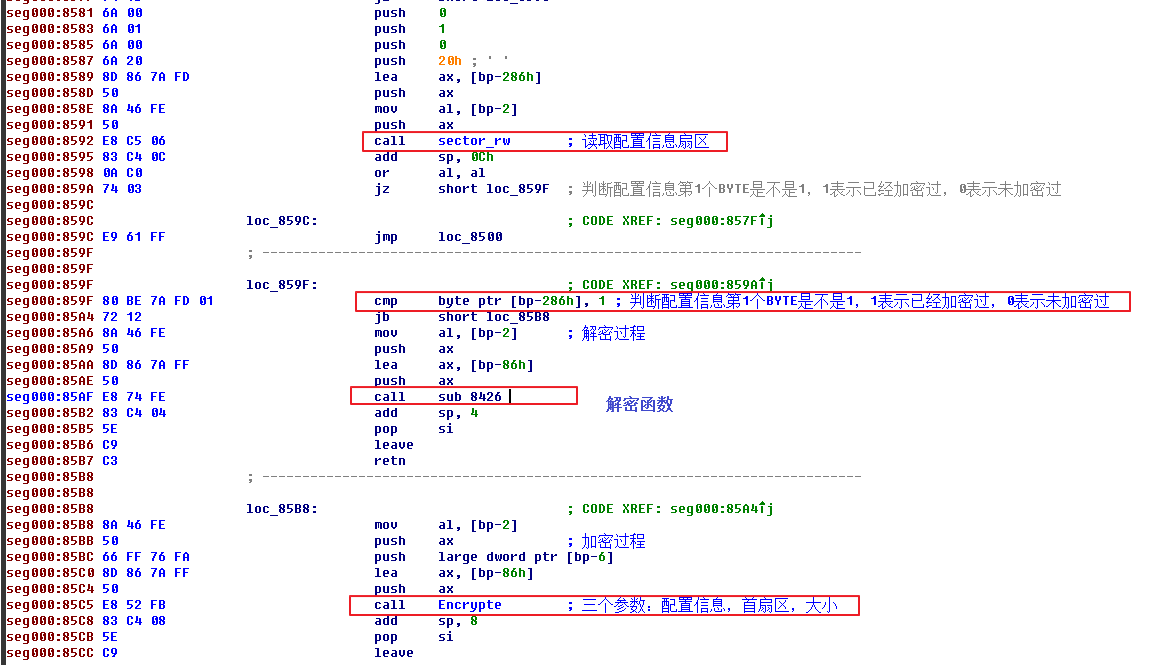 seg000:8581 6A 00 push 0
seg000:8583 6A 01 push 1
seg000:8585 6A 00 push 0
seg000:8587 6A 20 push 20h ; ' '
seg000:8589 8D 86 7A FD lea ax, [bp-286h]
seg000:858D 50 push ax
seg000:858E 8A 46 FE mov al, [bp-2]
seg000:8591 50 push ax
seg000:8592 E8 C5 06 call sector_rw ; 读取配置信息扇区
seg000:8595 83 C4 0C add sp, 0Ch
seg000:8598 0A C0 or al, al
seg000:859A 74 03 jz short loc_859F ; 判断配置信息第1个BYTE是不是1，1表示已经加密过，0表示未加密过
seg000:859C
seg000:859C loc_859C: ; CODE XREF: seg000:857F↑j
seg000:859C E9 61 FF jmp loc_8500
seg000:859F ; ---------------------------------------------------------------------------
seg000:859F
seg000:859F loc_859F: ; CODE XREF: seg000:859A↑j
seg000:859F 80 BE 7A FD 01 cmp byte ptr [bp-286h], 1 ; 判断配置信息第1个BYTE是不是1，1表示已经加密过，0表示未加密过
seg000:85A4 72 12 jb short loc_85B8
seg000:85A6 8A 46 FE mov al, [bp-2] ; 解密过程
seg000:85A9 50 push ax
seg000:85AA 8D 86 7A FF lea ax, [bp-86h]
seg000:85AE 50 push ax
seg000:85AF E8 74 FE call sub 8426
解密函数
seg000:85B2 83 C4 04 add sp, 4
seg000:85B5 5E pop si
seg000:85B6 C9 leave
seg000:85B7 C3 retn
seg000:85B8 ; ---------------------------------------------------------------------------
seg000:85B8
seg000:85B8 loc_85B8: ; CODE XREF: seg000:85A4↑j
seg000:85B8 8A 46 FE mov al, [bp-2]
seg000:85BB 50 push ax ; 加密过程
seg000:85BC 66 FF 76 FA push large dword ptr [bp-6]
seg000:85C0 8D 86 7A FF lea ax, [bp-86h]
seg000:85C4 50 push ax
seg000:85C5 E8 52 FB call Encrypte ; 三个参数：配置信息，首扇区，大小
seg000:85C8 83 C4 08 add sp, 8
seg000:85CB 5E pop si
seg000:85CC C9 leave